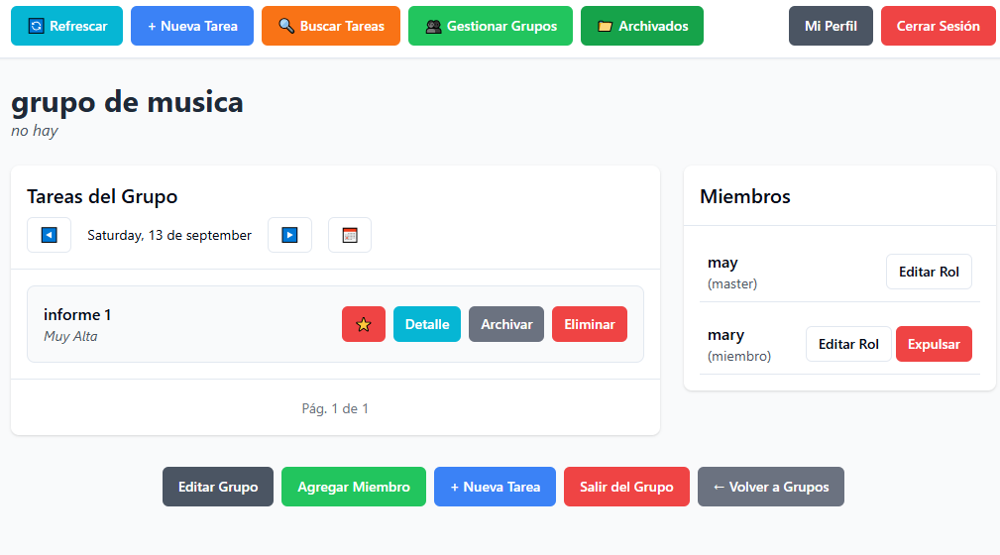 Refrescar
+ Nueva Tarea
Buscar Tareas
Gestionar Grupos
Archivados
Mi Perfil
Cerrar Sesión
grupo de musica
no hay
Tareas del Grupo
Saturday, 13 de september
informe 1
Muy Alta
Detalle
Archivar
Eliminar
Pág. 1 de 1
Miembros
may
(master)
Editar Rol
mary
(miembro)
Editar Rol
Expulsar
Editar Grupo
Agregar Miembro
+ Nueva Tarea
Salir del Grupo
← Volver a Grupos